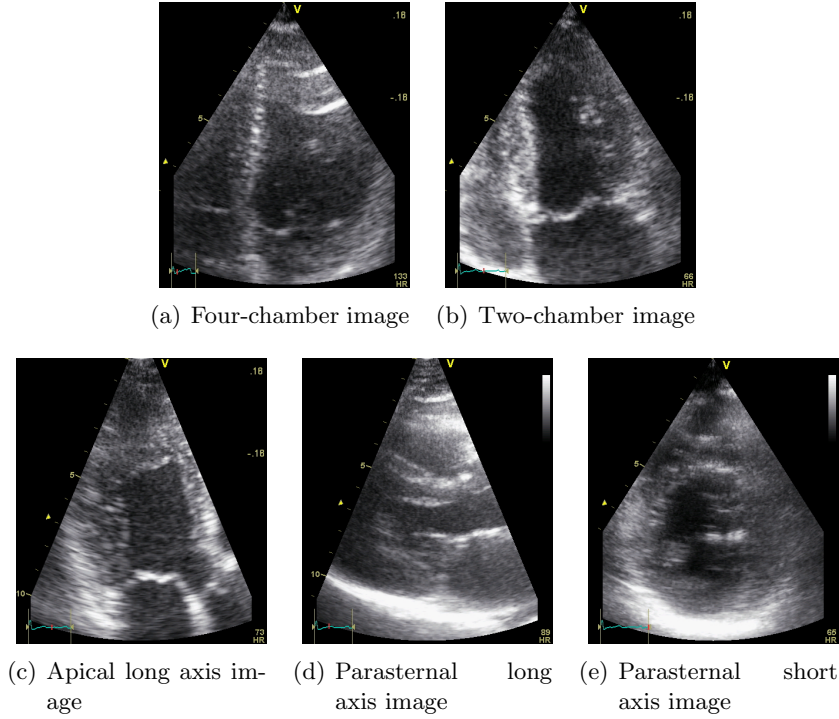 V
.18
-.18
5
133
HR
V
.18
-.18
5
66
HR
(a) Four-chamber image
(b) Two-chamber image
V
.18
-.18
5
10
73
HR
V
5
10
89
HR
V
5
65
HR
(c) Apical long axis im-
age
(d) Parasternal long
axis image
(e) Parasternal short
axis image